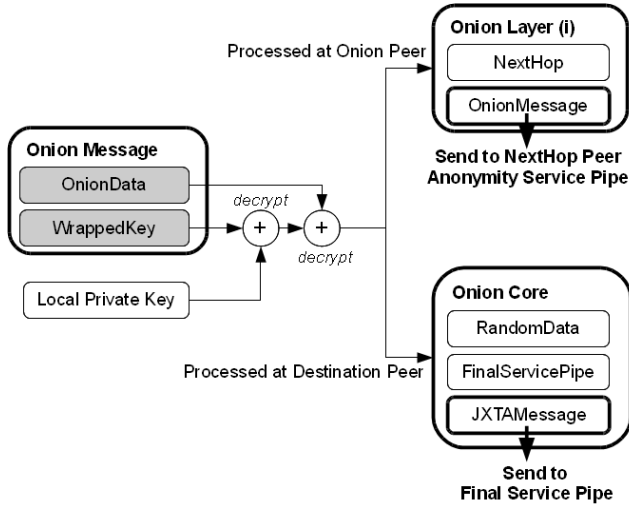 Onion Layer (i)
Processed at Onion Peer
NextHop
OnionMessage
Send to NextHop Peer
Anonymity Service Pipe
Onion Message
OnionData
WrappedKey
decrypt
+
+
decrypt
Local Private Key
Onion Core
RandomData
Processed at Destination Peer
FinalServicePipe
JXTAMessage
Send to
Final Service Pipe